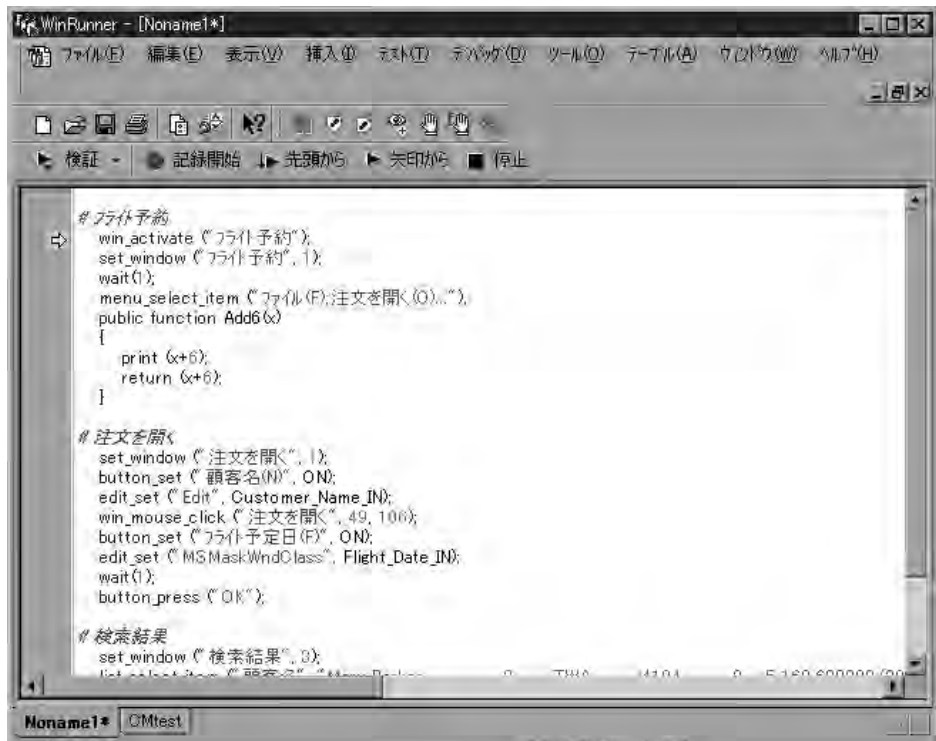 WinRunner - [Noname1*]
ファイル(F) 編集(E) 表示(V) 挿入(I) テスト(T) デバッグ(D) ツール(O) テーブル(A) ウィンドウ(W) ヘルプ(H)
検証 記録開始 先頭から 矢印から 停止
# フライト予約
win_activate ("フライト予約");
set_window ("フライト予約", 1);
wait(1);
menu_select_item ("ファイル(F);注文を開く(O)...");
public function Add6(x)
{
print (x+6);
return (x+6);
}
# 注文を開く
set_window ("注文を開く", 1);
button_set ("顧客名(N)", ON);
edit_set ("Edit", Customer_Name_IN);
win_mouse_click ("注文を開く", 49, 106);
button_set ("フライト予定日(F)", ON);
edit_set ("MSMaskWndClass", Flight_Date_IN);
wait(1);
button_press ("OK");
# 検索結果
set_window ("検索結果", 3);
Noname1* CMtest